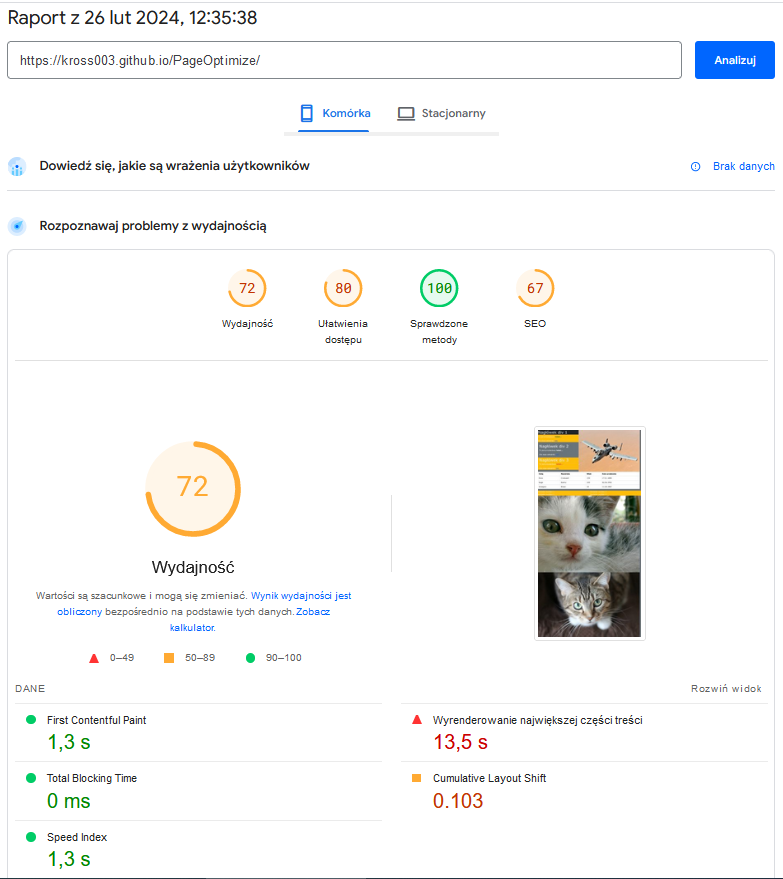 Raport z 26 lut 2024, 12:35:38
https://kross003.github.io/PageOptimize/
Analizuj
Komórka
Stacjonarny
Dowiedź się, jakie są wrażenia użytkowników
Brak danych
Rozpoznawaj problemy z wydajnością
72
80
100
67
Wydajność
Ułatwienia
dostępu
Sprawdzone
metody
SEO
72
Wydajność
Wartości są szacunkowe i mogą się zmieniać. Wynik wydajności jest
obliczony bezpośrednio na podstawie tych danych. Zobacz
kalkulator.
0–49
50–89
90–100
DANE
Rozwiń widok
First Contentful Paint
1,3 s
Wyrenderowanie największej części treści
13,5 s
Total Blocking Time
0 ms
Cumulative Layout Shift
0.103
Speed Index
1,3 s